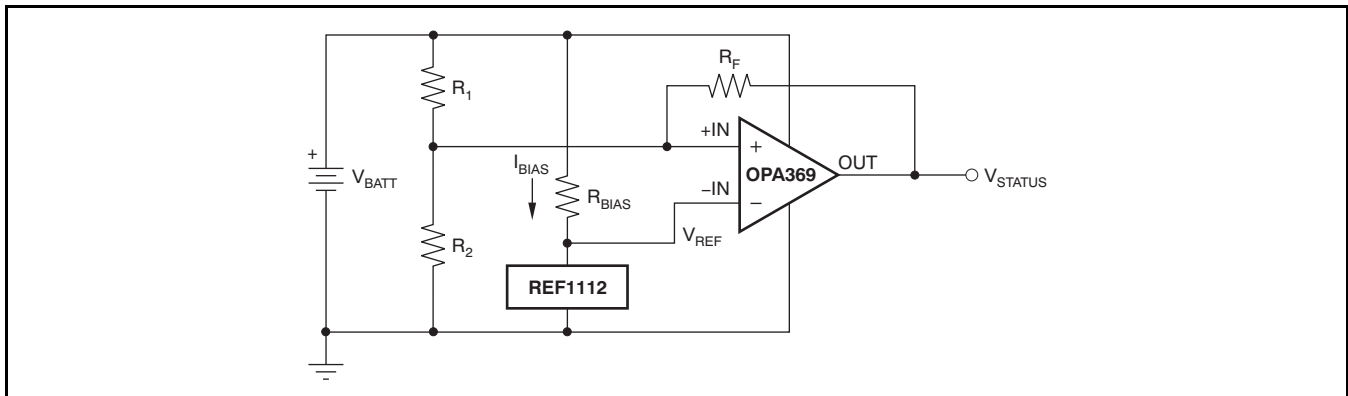 R_F
R_1
+IN
+
+
I_BIAS
OPA369
OUT
V_BATT
V_STATUS
R_BIAS
–IN
–
V_REF
R_2
REF1112